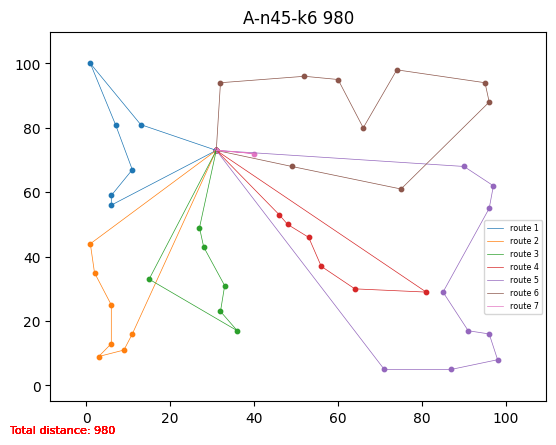 A-n45-k6 980
100
80
60
40
20
0
0 20 40 60 80 100
route 1
route 2
route 3
route 4
route 5
route 6
route 7
Total distance: 980